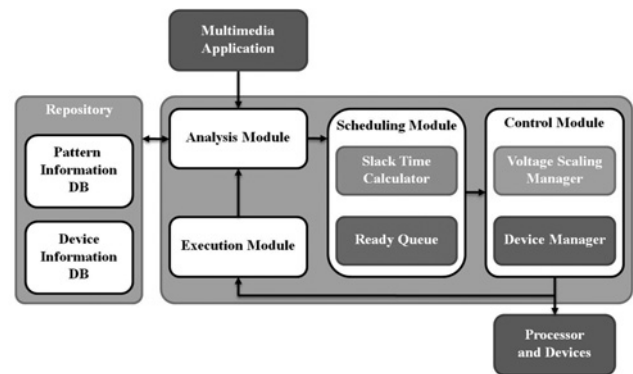 Multimedia
Application
Repository
Pattern
Information
DB
Device
Information
DB
Analysis Module
Execution Module
Scheduling Module
Slack Time
Calculator
Ready Queue
Control Module
Voltage Scaling
Manager
Device Manager
Processor
and Devices